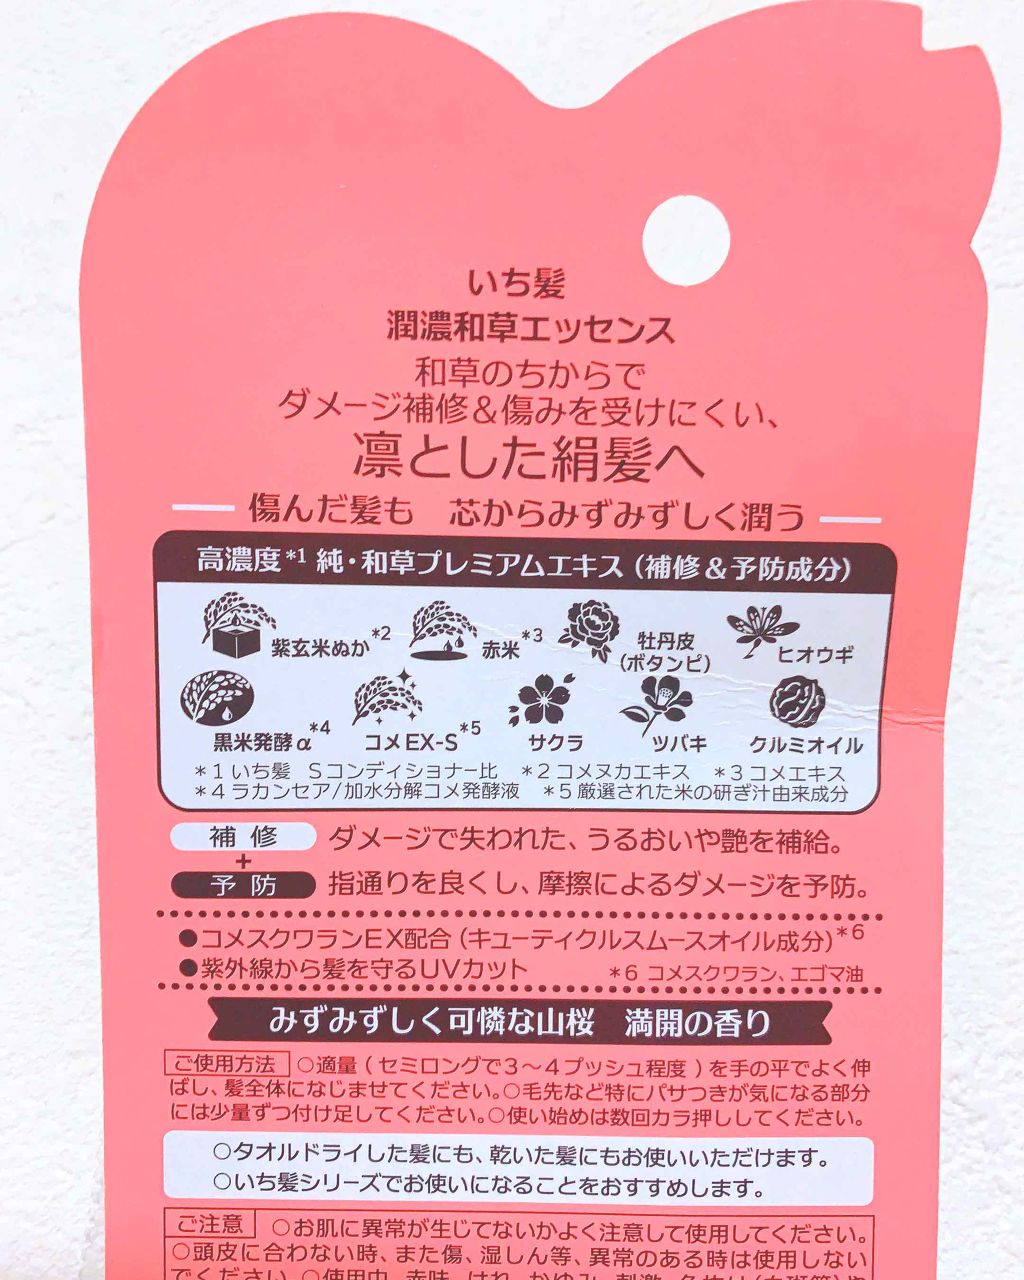 いち髪
潤濃和草エッセンス
和草のちからで
ダメージ補修＆傷みを受けにくい、
凛とした絹髪へ
傷んだ髪も 芯からみずみずしく潤う
高濃度*1 純・和草プレミアムエキス（補修＆予防成分）
紫玄米ぬか*2 赤米*3 牡丹皮（ボタンピ） ヒオウギ
黒米発酵α*4 コメEX-S*5 サクラ ツバキ クルミオイル
*1 いち髪 Sコンディショナー比 *2 コメヌカエキス *3 コメエキス
*4 ラカンセア/加水分解コメ発酵液 *5 厳選された米の研ぎ汁由来成分
補修 ダメージで失われた、うるおいや艶を補給。
+
予防 指通りを良くし、摩擦によるダメージを予防。
●コメスクワランEX配合（キューティクルスムースオイル成分）*6
●紫外線から髪を守るUVカット *6 コメスクワラン、エゴマ油
みずみずしく可憐な山桜 満開の香り
ご使用方法 ○適量（セミロングで3〜4プッシュ程度）を手の平でよく伸
ばし、髪全体になじませてください。○毛先など特にパサつきが気になる部分
には少量ずつ付け足してください。○使い始めは数回カラ押ししてください。
○タオルドライした髪にも、乾いた髪にもお使いいただけます。
○いち髪シリーズでお使いになることをおすすめします。
ご注意 ○お肌に異常が生じてないかよく注意して使用してください。
○頭皮に合わない時、また傷、湿しん等、異常のある時は使用しない
でください。○使用中、赤味、はれ、かゆみ、刺激、色抜け（白斑等）や